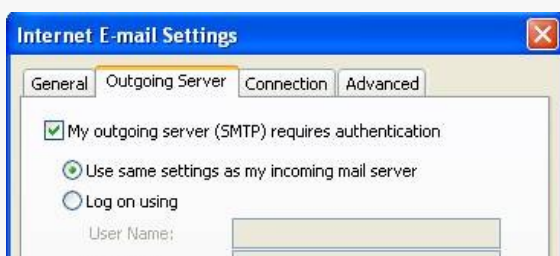 Internet E-mail Settings
General Outgoing Server Connection Advanced
My outgoing server (SMTP) requires authentication
Use same settings as my incoming mail server
Log on using
User Name: